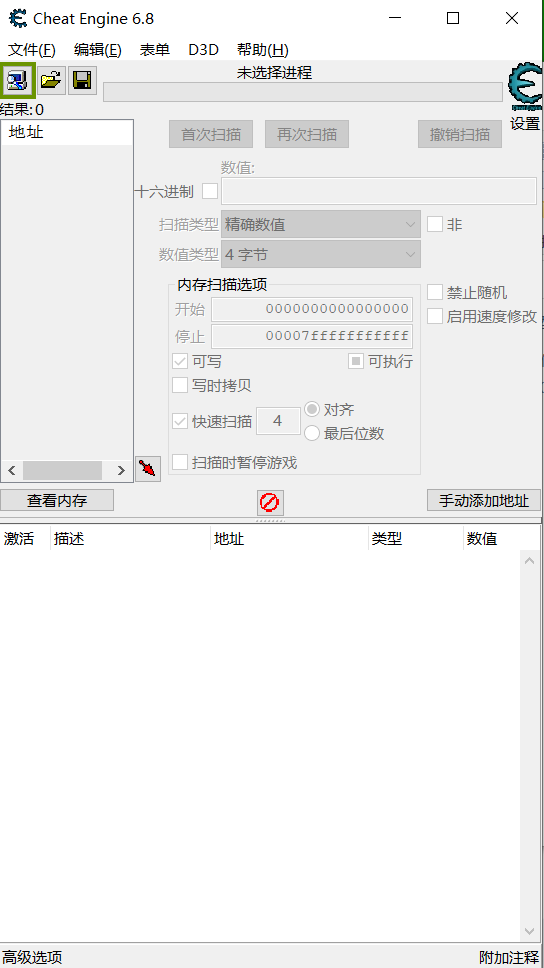 Cheat Engine 6.8
文件(F) 编辑(E) 表单 D3D 帮助(H)
未选择进程
结果: 0
设置
地址
首次扫描 再次扫描 撤销扫描
数值:
十六进制
扫描类型 精确数值 非
数值类型 4 字节
内存扫描选项
开始 0000000000000000
禁止随机
停止 00007fffffffffff
启用速度修改
可写 可执行
写时拷贝
快速扫描 4 对齐
最后位数
扫描时暂停游戏
查看内存 手动添加地址
激活 描述 地址 类型 数值
高级选项 附加注释